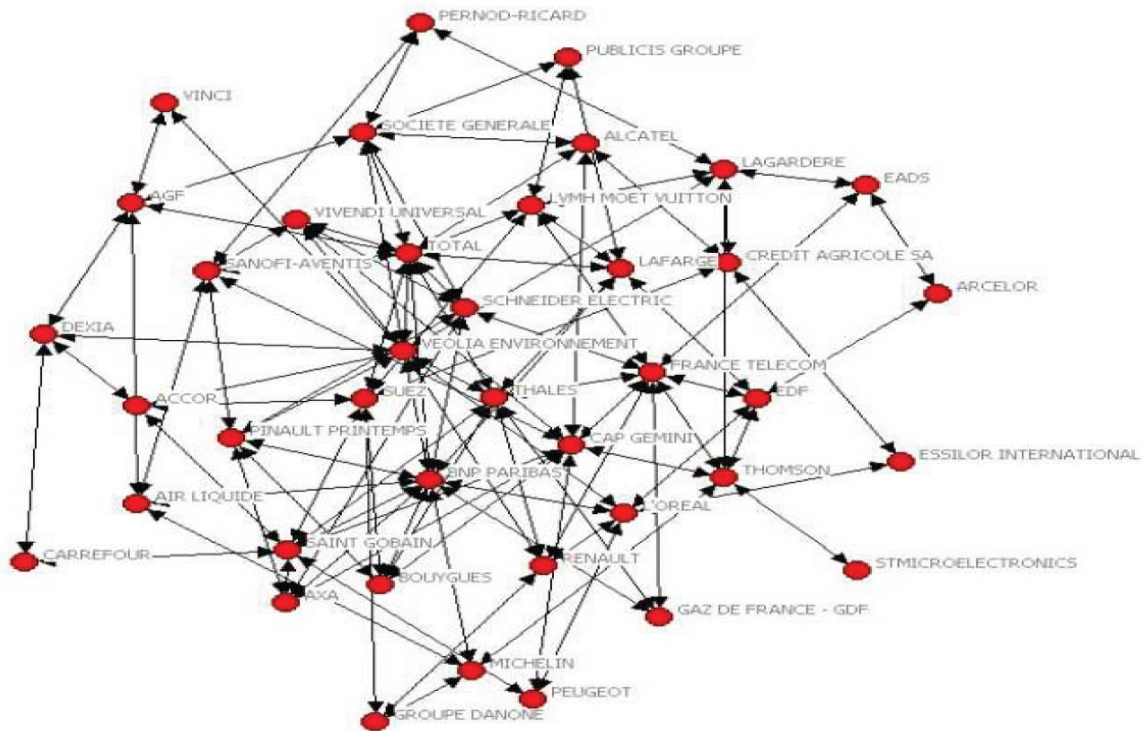 PERNOD-RICARD
PUBLICIS GROUPE
VINCI
SOCIETE GENERALE
ALCATEL
LAGARDERE
EADS
AGF
LVMH MOET VUITTON
VIVENDI UNIVERSAL
TOTAL
CREDIT AGRICOLE SA
SANOFI-AVENTIS
LAFARGE
ARCELOR
SCHNEIDER ELECTRIC
DEXIA
VEOLIA ENVIRONNEMENT
FRANCE TELECOM
SUEZ
THALES
EDF
ACCOR
PINAULT PRINTEMPS
CAP GEMINI
ESSILOR INTERNATIONAL
BNP PARIBAS
THOMSON
AIR LIQUIDE
L'OREAL
SAINT GOBAIN
CARREFOUR
RENAULT
STMICROELECTRONICS
BOUYGUES
AXA
GAZ DE FRANCE - GDF
MICHELIN
PEUGEOT
GROUPE DANONE